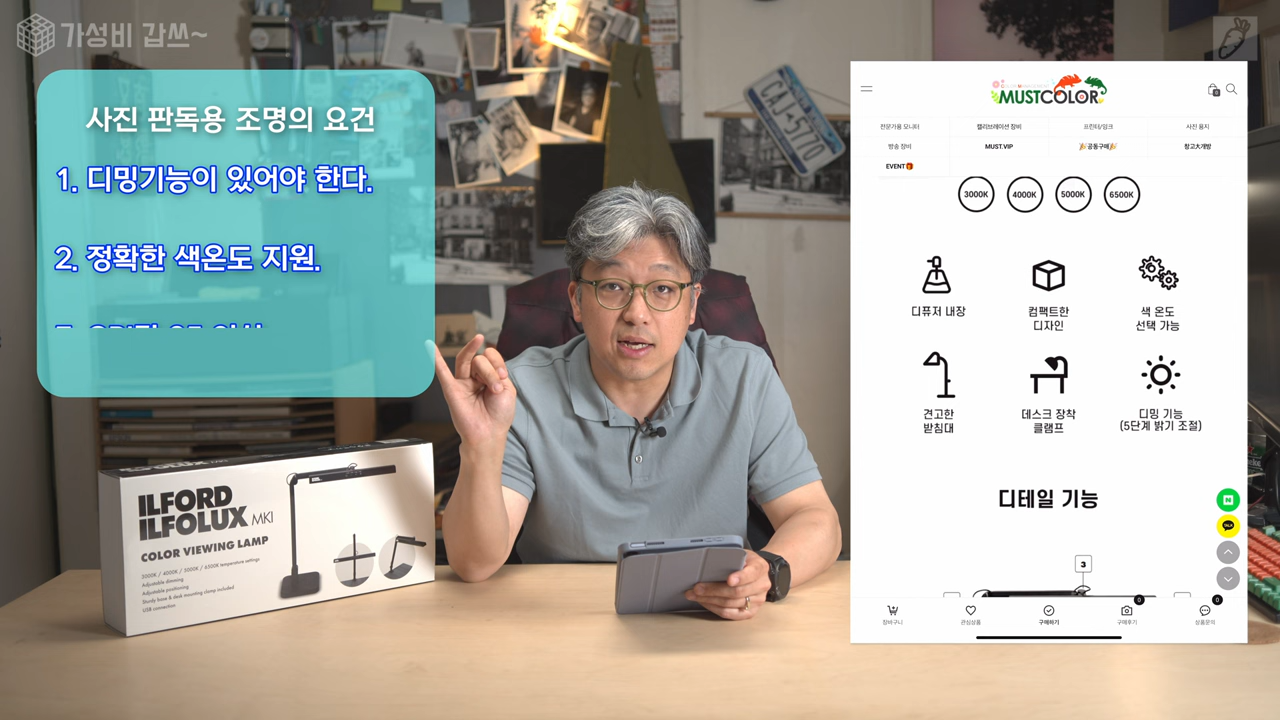 가성비 갑쓰~
사진 판독용 조명의 요건
1. 디밍기능이 있어야 한다.
2. 정확한 색온도 지원.
ILFORD
ILFOLUX MKI
COLOR VIEWING LAMP
3000K / 4000K / 5000K / 6500K temperature settings
Adjustable dimming
Adjustable positioning
Sturdy base & desk mounting clamp included
USB connection
CAJ 5770
MUSTCOLOR
0
전문가용 모니터
캘리브레이션 장비
프린터/잉크
사진 용지
방송 장비
MUST.VIP
공동구매
창고大개방
EVENT
3000K
4000K
5000K
6500K
디퓨저 내장
컴팩트한
디자인
색 온도
선택 가능
견고한
받침대
데스크 장착
클램프
디밍 기능
(5단계 밝기 조절)
디테일 기능
N
TALK
3
장바구니
관심상품
구매하기
0
구매후기
0
상품문의